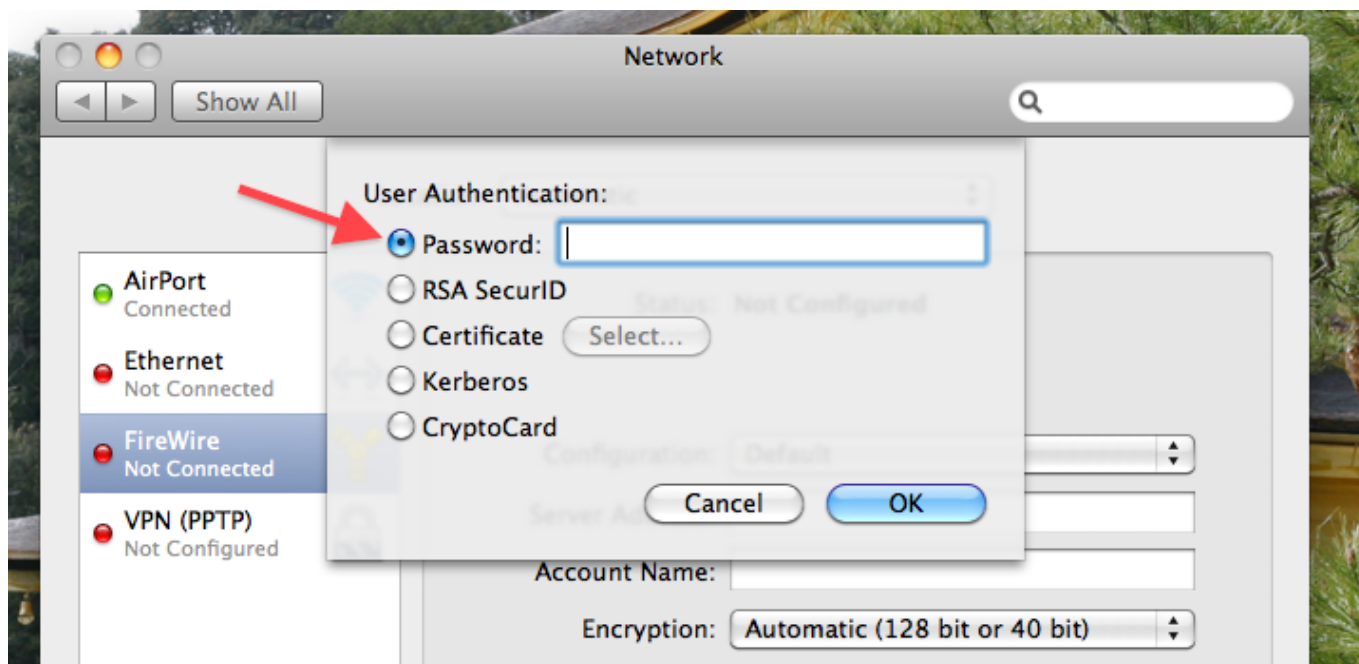 Network
Show All
User Authentication:
Password:
RSA SecurID
Certificate Select...
Kerberos
CryptoCard
Cancel OK
AirPort
Connected
Ethernet
Not Connected
FireWire
Not Connected
VPN (PPTP)
Not Configured
Status: Not Configured
Configuration: Default
Server Ad
Account Name:
Encryption: Automatic (128 bit or 40 bit)